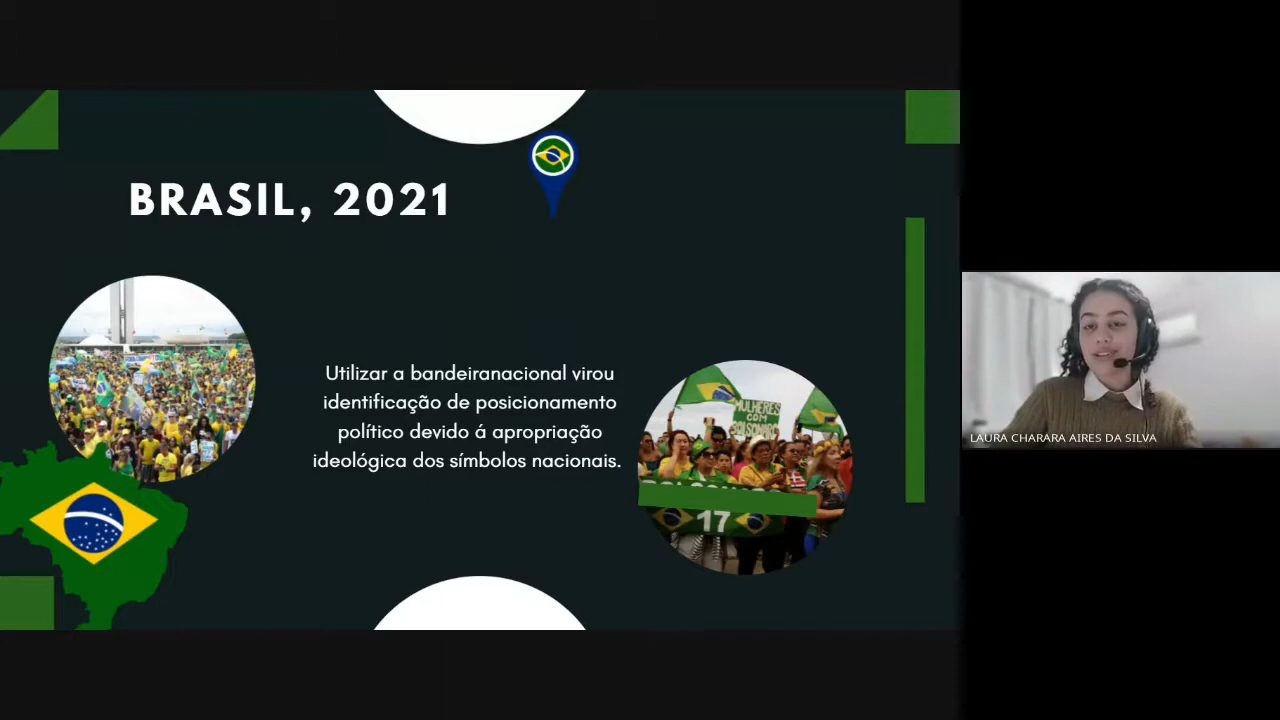 BRASIL, 2021
Utilizar a bandeiranacional virou
identificação de posicionamento
político devido á apropriação
ideológica dos símbolos nacionais.
MULHERES
COM
BOLSONARO
17
LAURA CHARARA AIRES DA SILVA